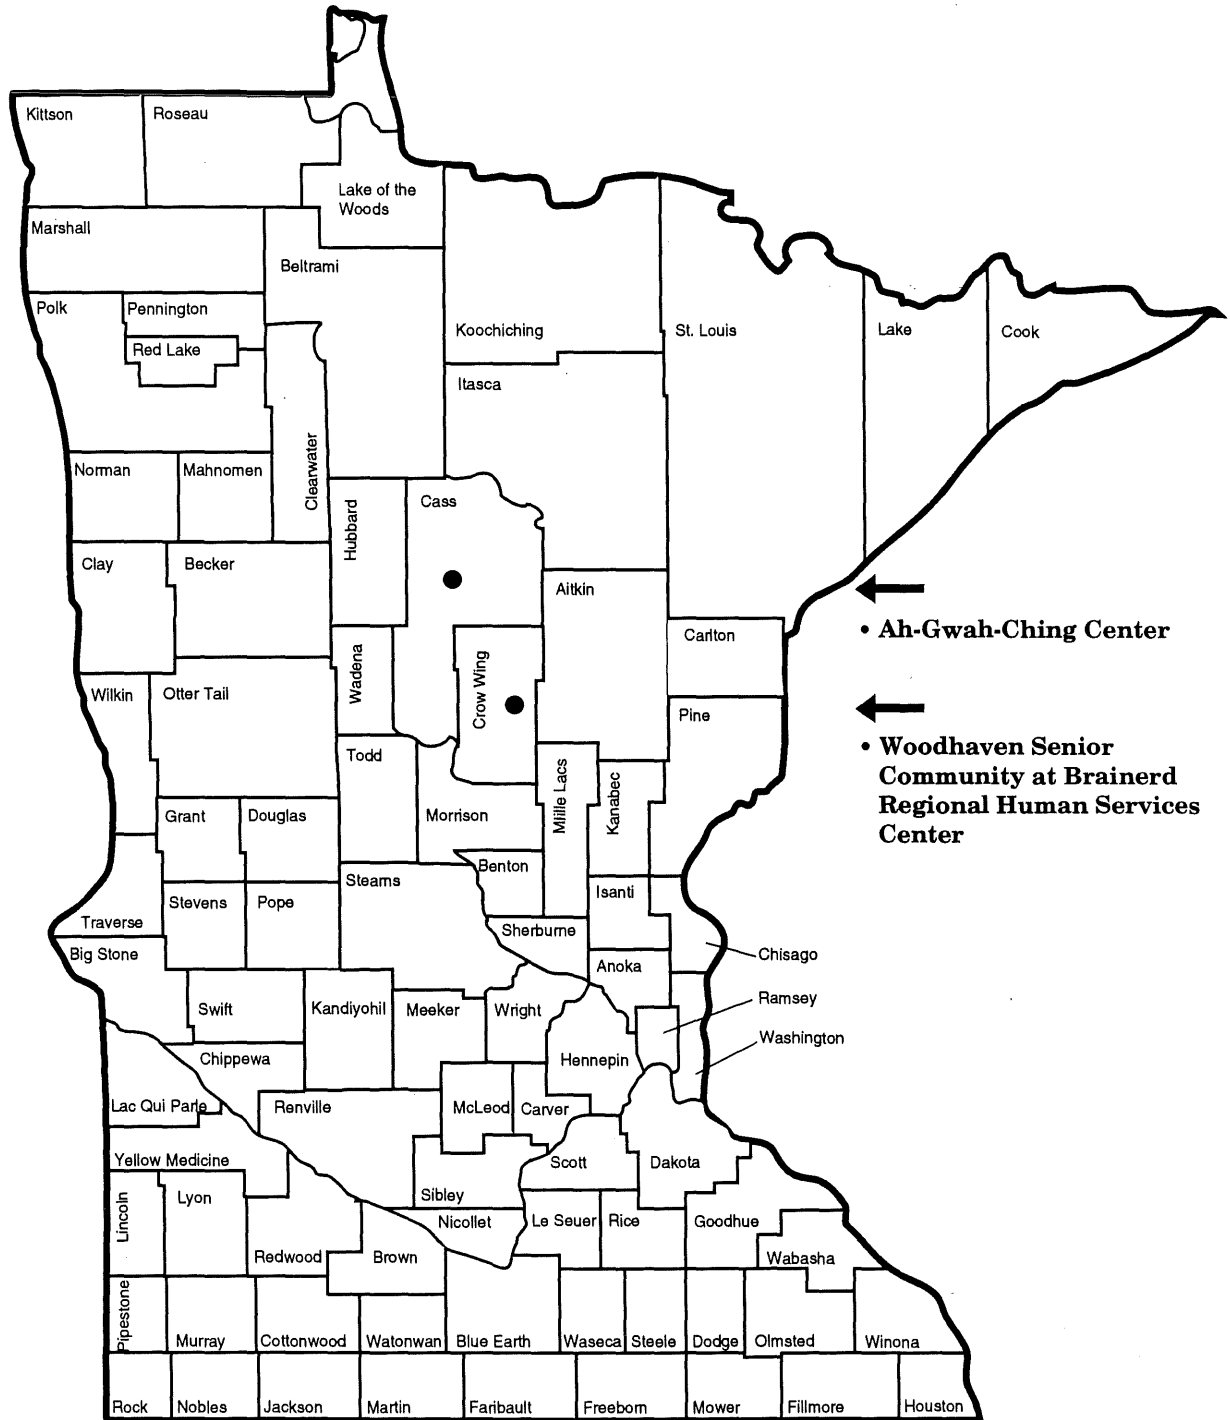 Kittson
Roseau
Lake of the
Woods
Marshall
Beltrami
Polk
Pennington
Red Lake
Koochiching
St. Louis
Lake
Cook
Itasca
Clearwater
Norman
Mahnomen
Hubbard
Cass
Clay
Becker
Aitkin
• Ah-Gwah-Ching Center
Carlton
Wadena
Crow Wing
Wilkin
Otter Tail
Pine
• Woodhaven Senior
Community at Brainerd
Regional Human Services
Center
Todd
Mille Lacs
Kanabec
Grant
Douglas
Morrison
Benton
Stearns
Isanti
Stevens
Pope
Traverse
Sherburne
Big Stone
Chisago
Anoka
Ramsey
Swift
Kandiyohil
Meeker
Wright
Washington
Chippewa
Hennepin
Lac Qui Parle
Renville
McLeod
Carver
Yellow Medicine
Scott
Dakota
Lincoln
Lyon
Sibley
Nicollet
Le Seuer
Rice
Goodhue
Redwood
Brown
Wabasha
Pipestone
Murray
Cottonwood
Watonwan
Blue Earth
Waseca
Steele
Dodge
Olmsted
Winona
Rock
Nobles
Jackson
Martin
Faribault
Freeborn
Mower
Fillmore
Houston